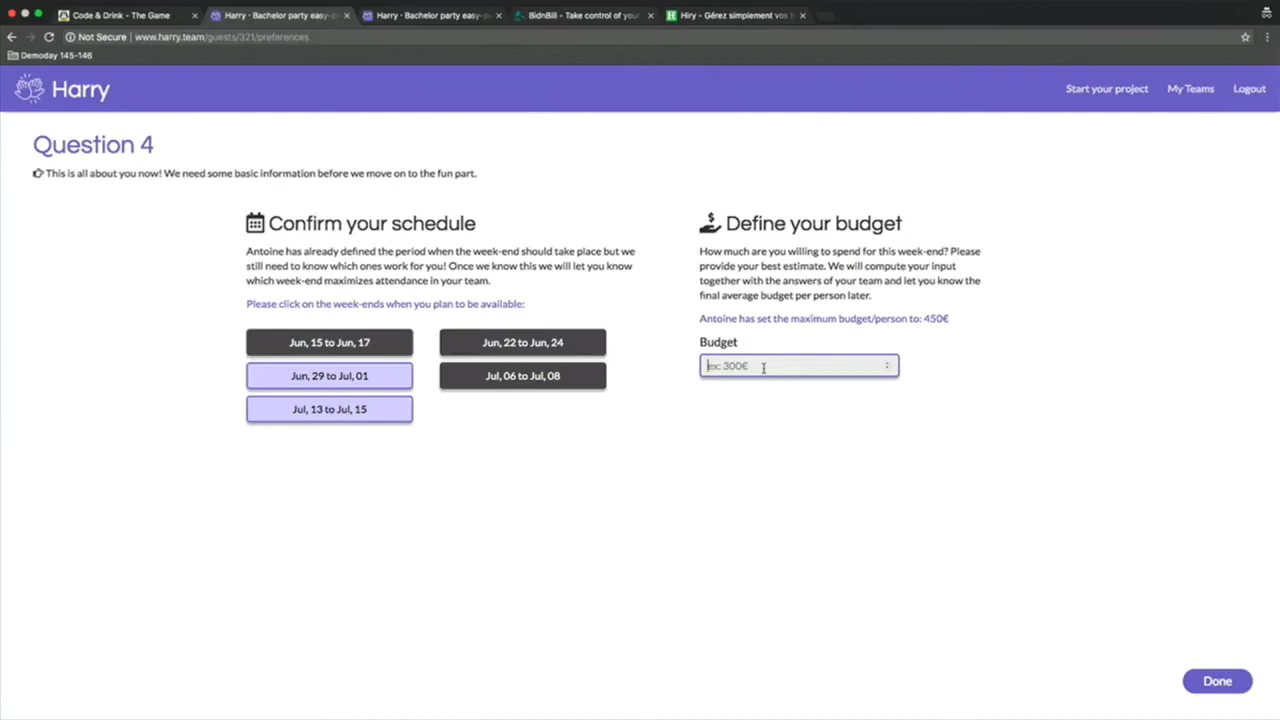 Code & Drink - The Game
Harry - Bachelor party easy-
Harry - Bachelor party easy-
BidnBill - Take control of your
Hiry - Gérez simplement vos
Not Secure | www.harry.team/guests/321/preferences
Demoday 145-146
Harry
Start your project
My Teams
Logout
Question 4
This is all about you now! We need some basic information before we move on to the fun part.
Confirm your schedule
Antoine has already defined the period when the week-end should take place but we
still need to know which ones work for you! Once we know this we will let you know
which week-end maximizes attendance in your team.
Please click on the week-ends when you plan to be available:
Jun, 15 to Jun, 17
Jun, 22 to Jun, 24
Jun, 29 to Jul, 01
Jul, 06 to Jul, 08
Jul, 13 to Jul, 15
Define your budget
How much are you willing to spend for this week-end? Please
provide your best estimate. We will compute your input
together with the answers of your team and let you know the
final average budget per person later.
Antoine has set the maximum budget/person to: 450€
Budget
ex: 300€
Done